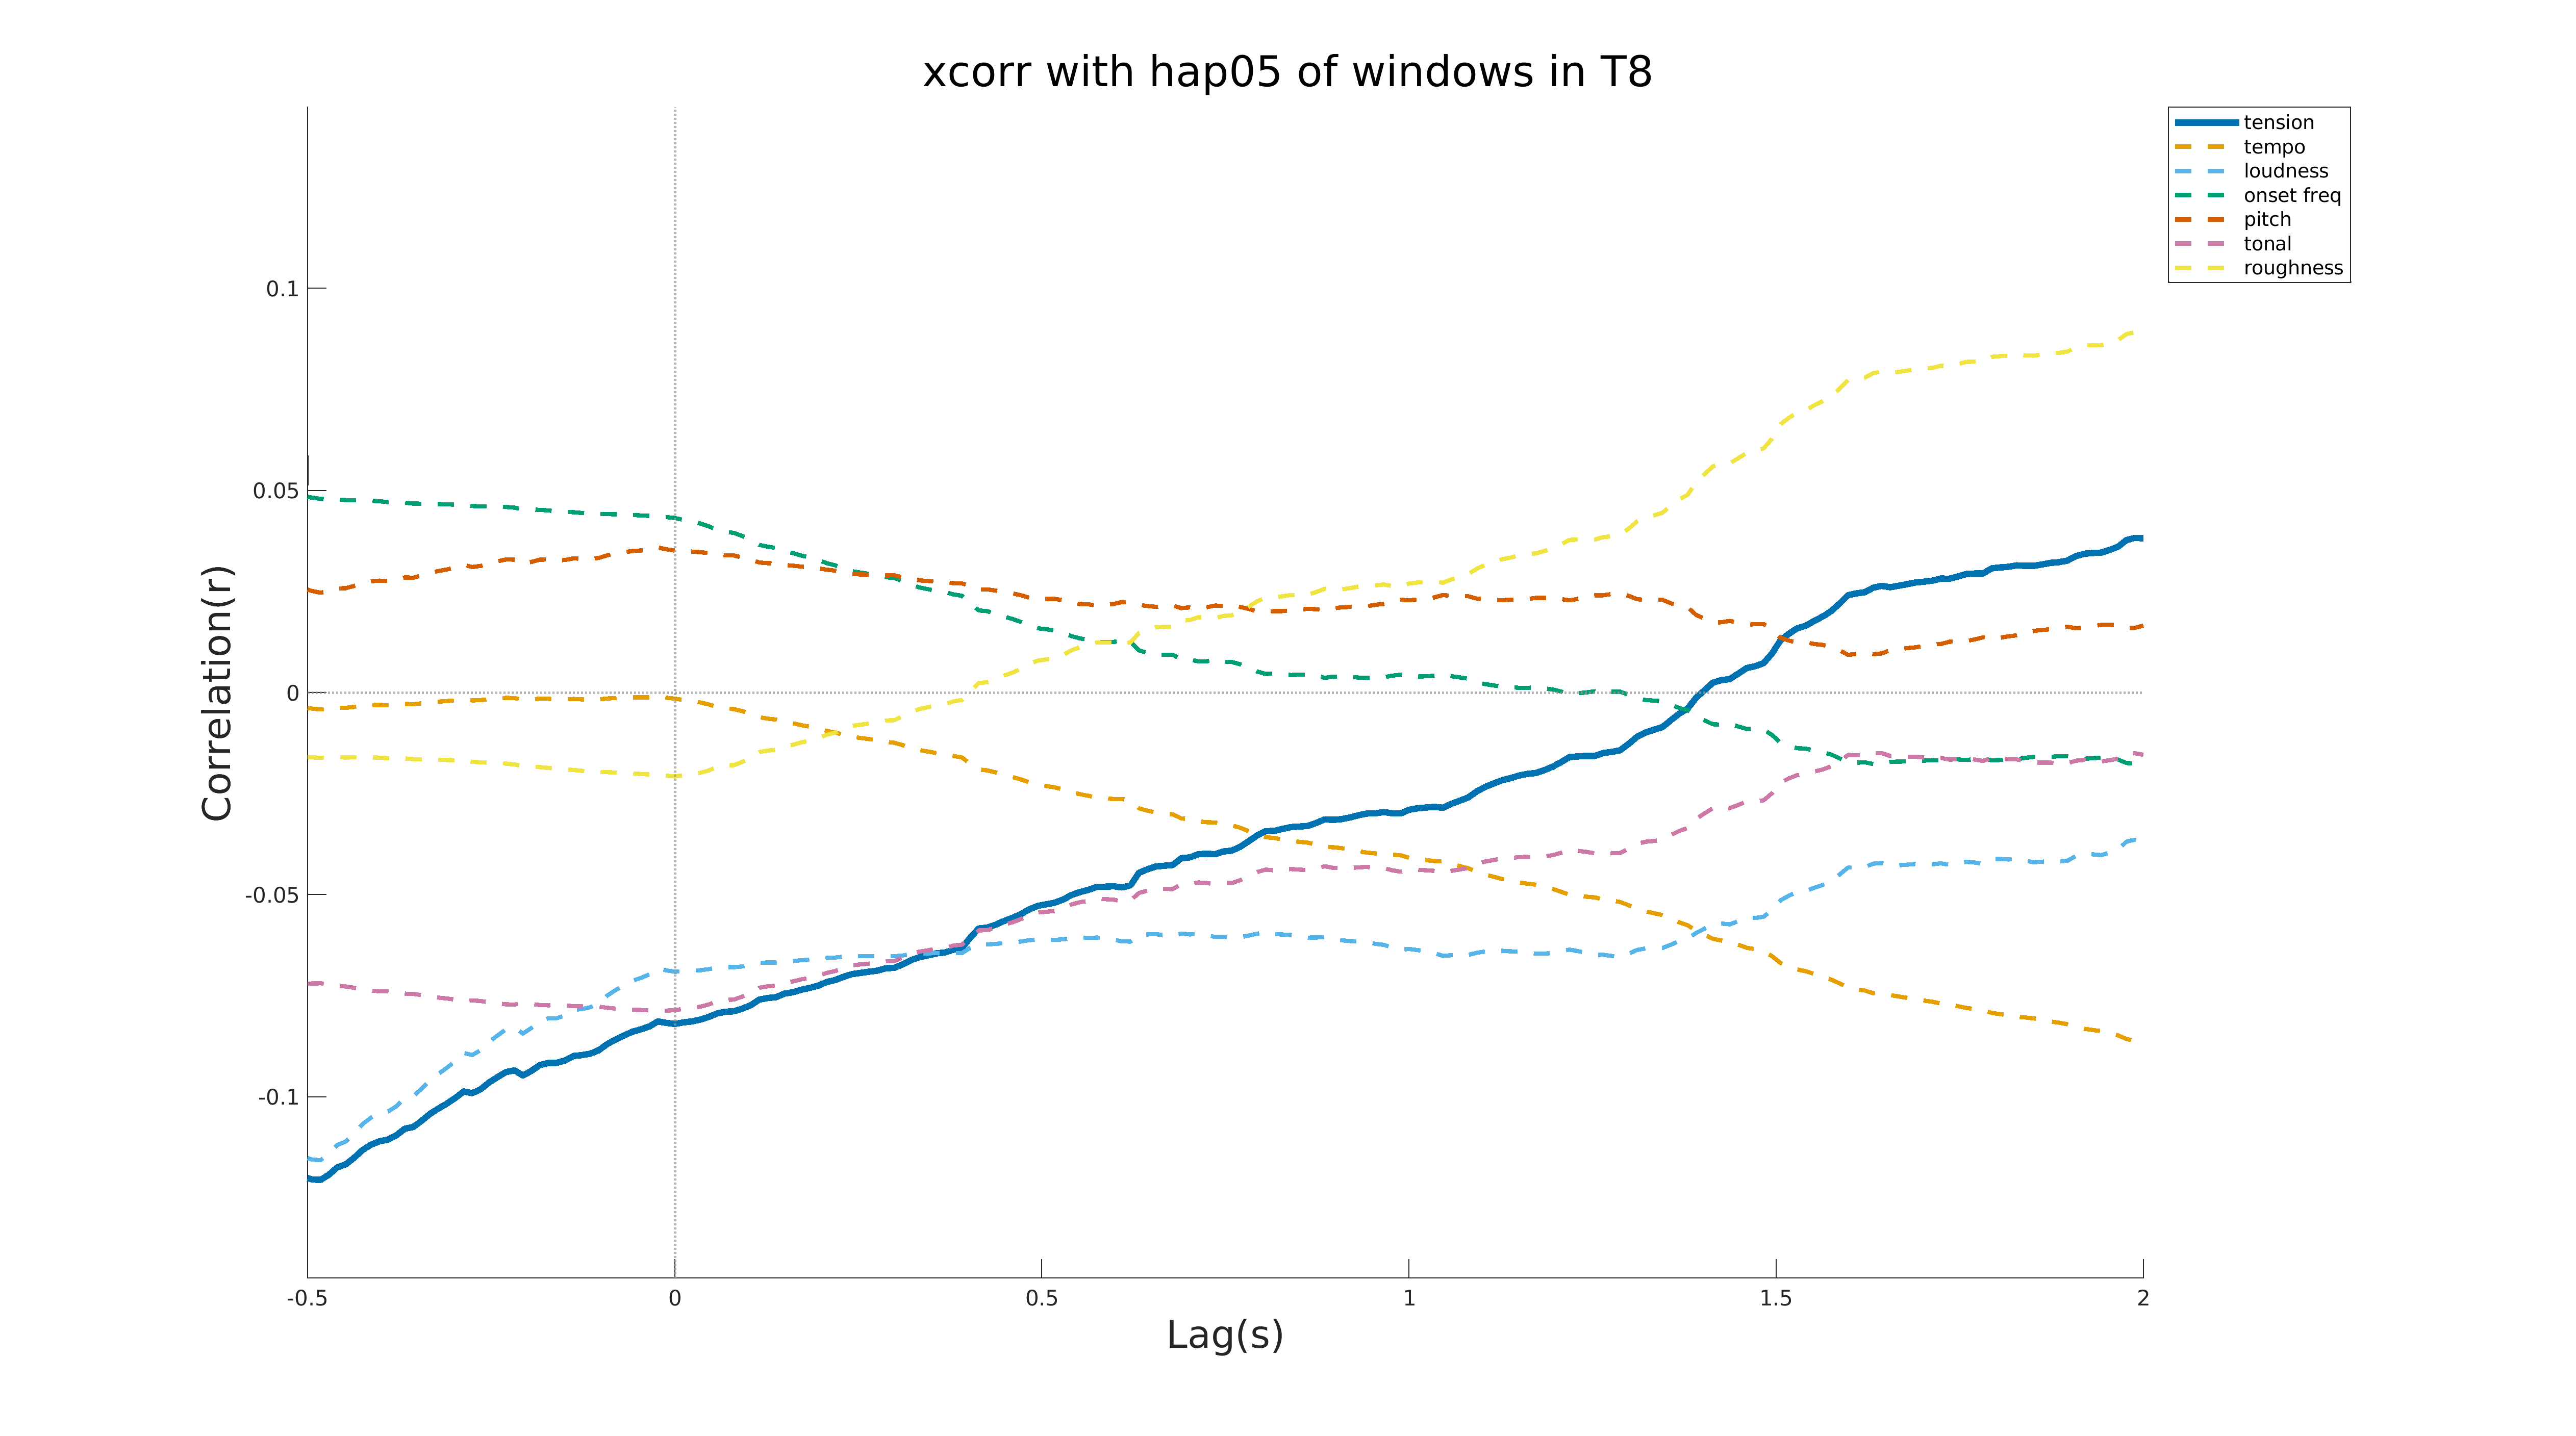 xcorr with hap05 of windows in T8
tension
tempo
loudness
onset freq
pitch
tonal
roughness
0.1
0.05
0
-0.05
-0.1
Correlation(r)
-0.5
0
0.5
1
1.5
2
Lag(s)